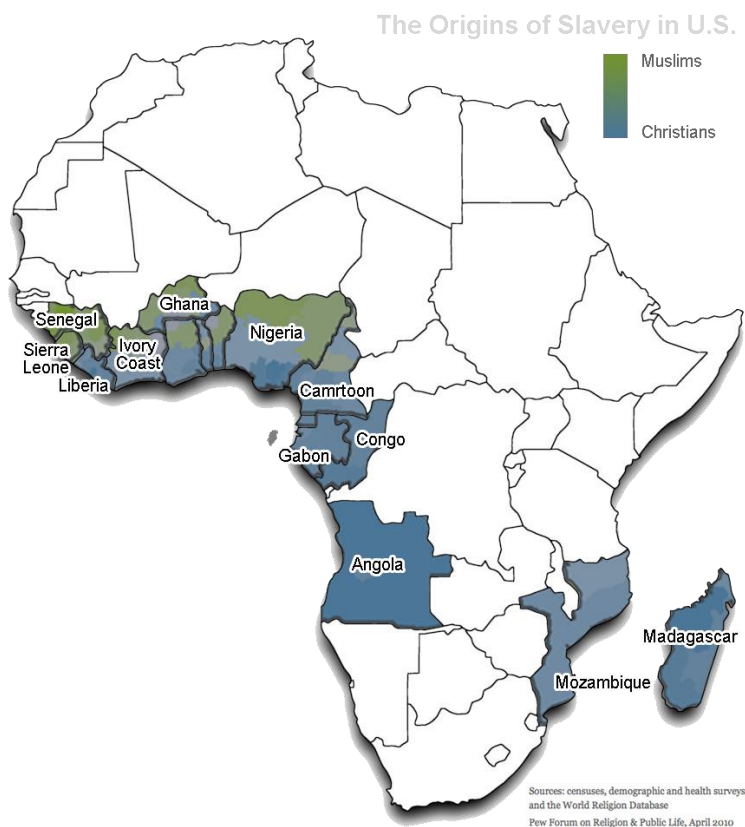 The Origins of Slavery in U.S.
Muslims
Christians
Ghana
Senegal
Nigeria
Sierra
Leone
Ivory
Coast
Liberia
Camrtoon
Congo
Gabon
Angola
Madagascar
Mozambique
Sources: censuses, demographic and health surveys
and the World Religion Database
Pew Forum on Religion & Public Life, April 2010